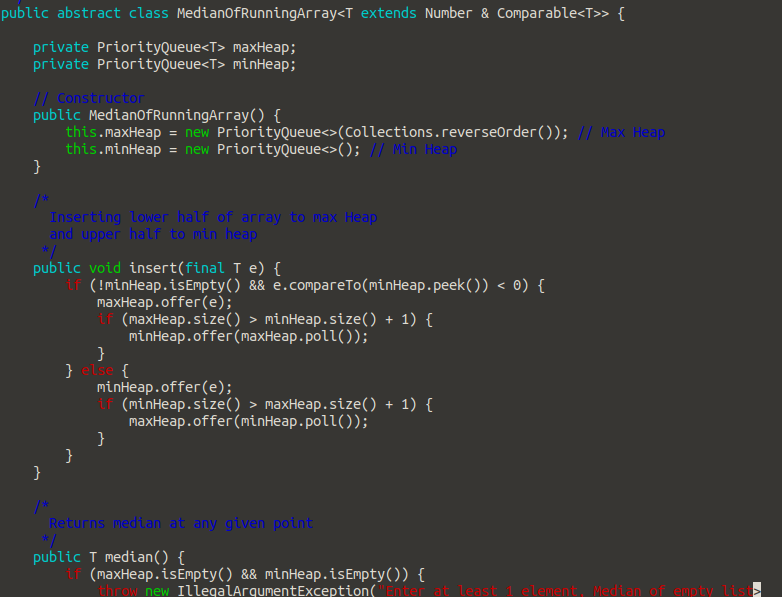 */
public abstract class MedianOfRunningArray<T extends Number & Comparable<T>> {
private PriorityQueue<T> maxHeap;
private PriorityQueue<T> minHeap;
// Constructor
public MedianOfRunningArray() {
this.maxHeap = new PriorityQueue<>(Collections.reverseOrder()); // Max Heap
this.minHeap = new PriorityQueue<>(); // Min Heap
}
/*
Inserting lower half of array to max Heap
and upper half to min heap
*/
public void insert(final T e) {
if (!minHeap.isEmpty() && e.compareTo(minHeap.peek()) < 0) {
maxHeap.offer(e);
if (maxHeap.size() > minHeap.size() + 1) {
minHeap.offer(maxHeap.poll());
}
} else {
minHeap.offer(e);
if (minHeap.size() > maxHeap.size() + 1) {
maxHeap.offer(minHeap.poll());
}
}
}
/*
Returns median at any given point
*/
public T median() {
if (maxHeap.isEmpty() && minHeap.isEmpty()) {
throw new IllegalArgumentException("Enter at least 1 element, Median of empty list>